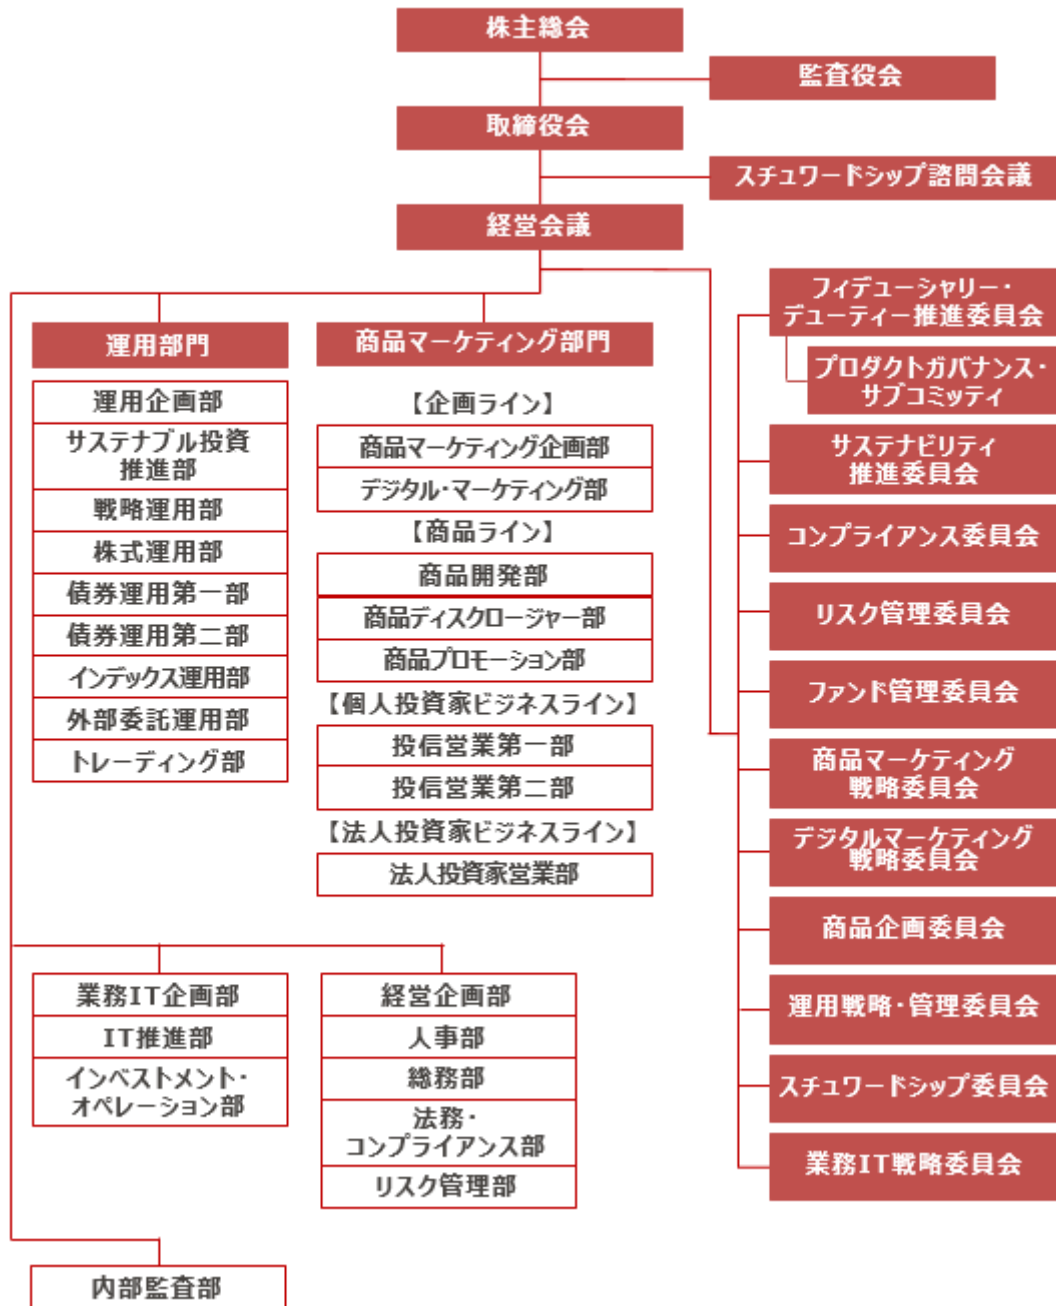 株主総会
監査役会
取締役会
スチュワードシップ諮問会議
経営会議
運用部門
運用企画部
サステナブル投資
推進部
戦略運用部
株式運用部
債券運用第一部
債券運用第二部
インデックス運用部
外部委託運用部
トレーディング部
商品マーケティング部門
【企画ライン】
商品マーケティング企画部
デジタル・マーケティング部
【商品ライン】
商品開発部
商品ディスクロージャー部
商品プロモーション部
【個人投資家ビジネスライン】
投信営業第一部
投信営業第二部
【法人投資家ビジネスライン】
法人投資家営業部
フィデューシャリー・
デューティー推進委員会
プロダクトガバナンス・
サブコミッティ
サステナビリティ
推進委員会
コンプライアンス委員会
リスク管理委員会
ファンド管理委員会
商品マーケティング
戦略委員会
デジタルマーケティング
戦略委員会
商品企画委員会
運用戦略・管理委員会
スチュワードシップ委員会
業務IT戦略委員会
業務IT企画部
IT推進部
インベストメント・
オペレーション部
経営企画部
人事部
総務部
法務・
コンプライアンス部
リスク管理部
内部監査部